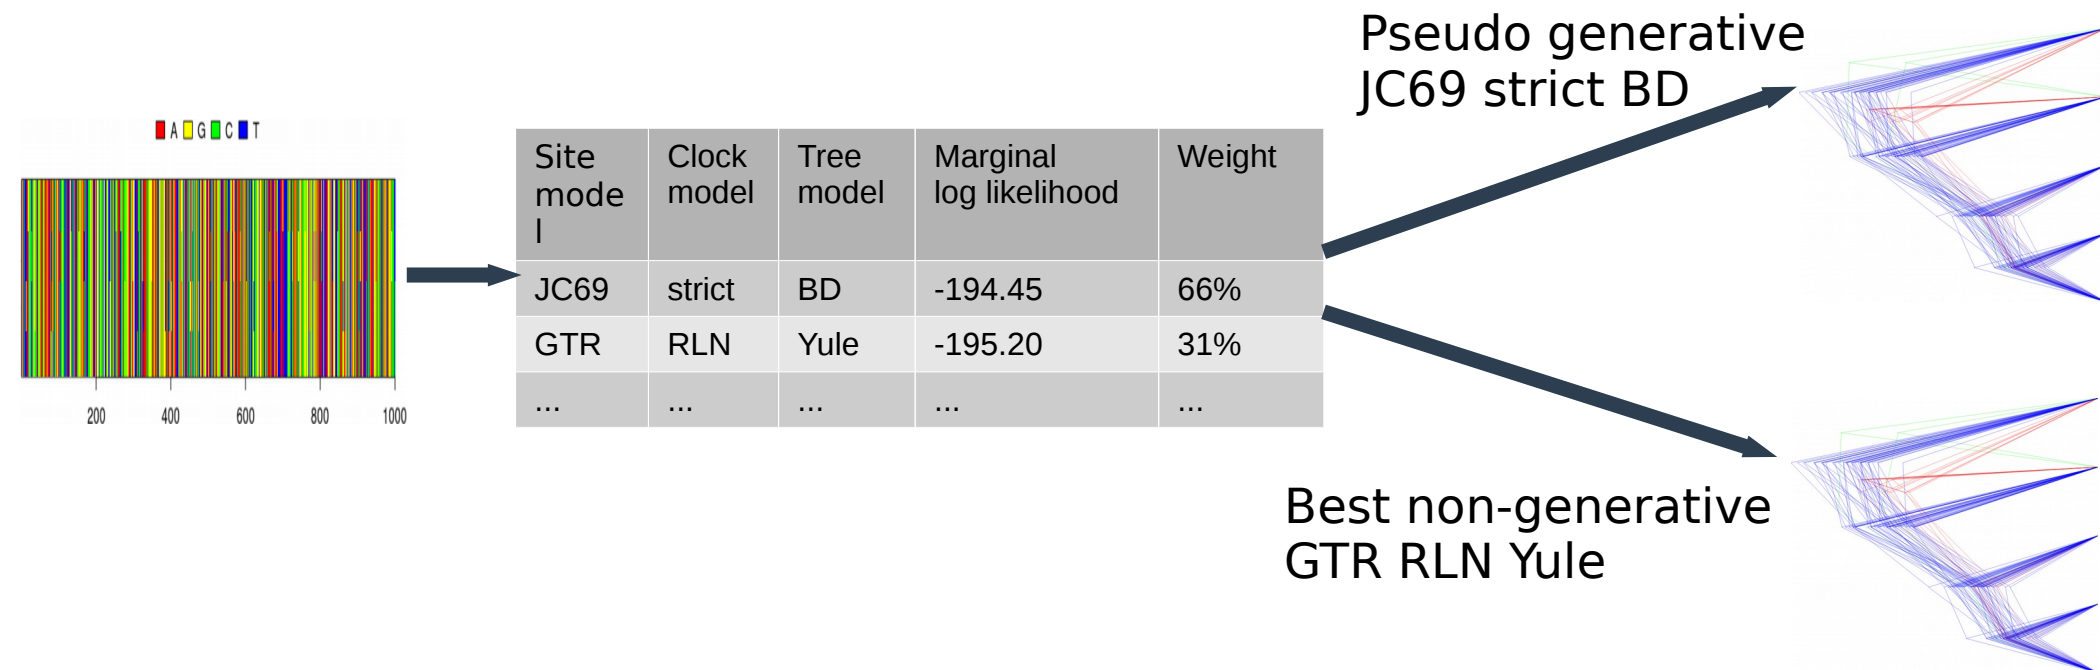 A G C T
200 400 600 800 1000
Site mode l Clock model Tree model Marginal log likelihood Weight
JC69 strict BD -194.45 66%
GTR RLN Yule -195.20 31%
... ... ... ... ...
Pseudo generative
JC69 strict BD
Best non-generative
GTR RLN Yule